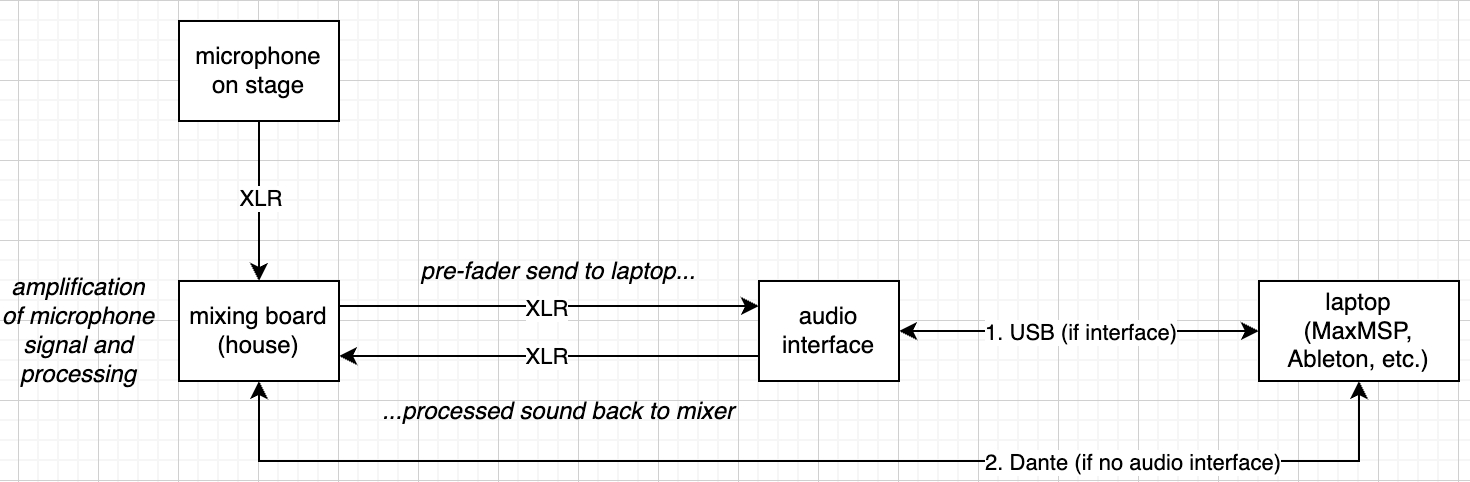 microphone
on stage
XLR
amplification
of microphone
signal and
processing
mixing board
(house)
pre-fader send to laptop...
XLR
XLR
...processed sound back to mixer
audio
interface
1. USB (if interface)
laptop
(MaxMSP,
Ableton, etc.)
2. Dante (if no audio interface)